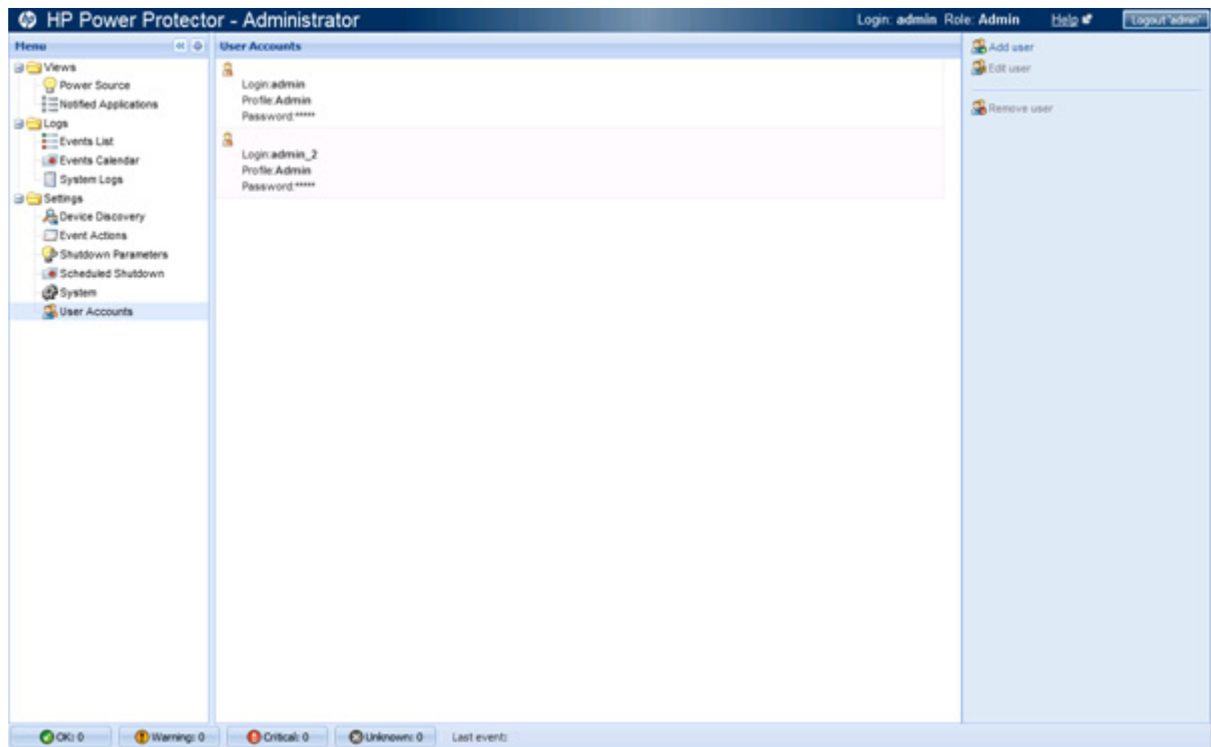 HP Power Protector - Administrator
Login: admin Role: Admin
Help
Logout 'admin'
Menu
Views
Power Source
Notified Applications
Logs
Events List
Events Calendar
System Logs
Settings
Device Discovery
Event Actions
Shutdown Parameters
Scheduled Shutdown
System
User Accounts
User Accounts
Login:admin
Profile:Admin
Password:*****
Login:admin_2
Profile:Admin
Password:*****
Add user
Edit user
Remove user
OK: 0
Warning: 0
Critical: 0
Unknown: 0
Last event: